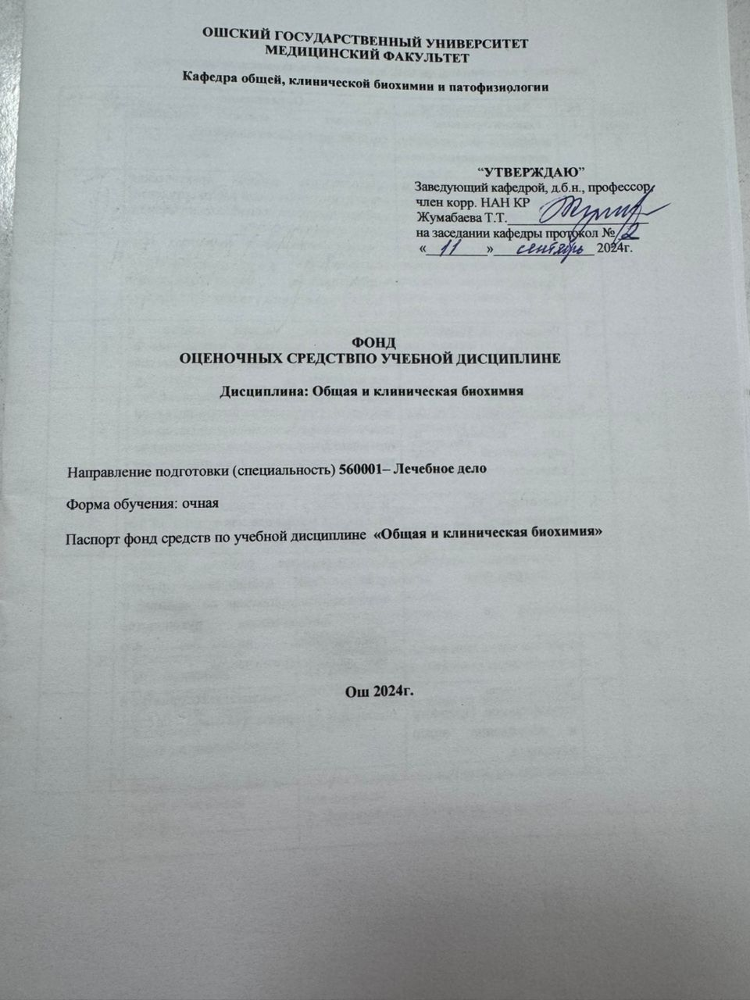 ОШСКИЙ ГОСУДАРСТВЕННЫЙ УНИВЕРСИТЕТ
МЕДИЦИНСКИЙ ФАКУЛЬТЕТ
Кафедра общей, клинической биохимии и патофизиологии
“УТВЕРЖДАЮ”
Заведующий кафедрой, д.б.н., профессор,
член корр. НАН КР
Жумабаева Т.Т.
на заседании кафедры протокол № 2
« 11 » сентябрь 2024г.
ФОНД
ОЦЕНОЧНЫХ СРЕДСТВПО УЧЕБНОЙ ДИСЦИПЛИНЕ
Дисциплина: Общая и клиническая биохимия
Направление подготовки (специальность) 560001– Лечебное дело
Форма обучения: очная
Паспорт фонд средств по учебной дисциплине «Общая и клиническая биохимия»
Ош 2024г.